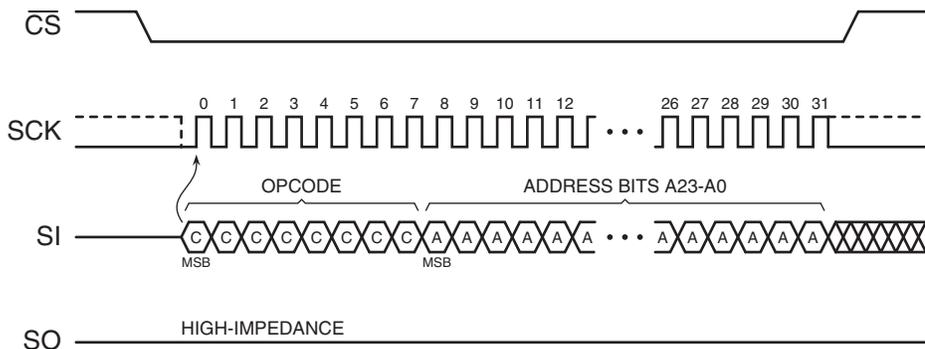 CS
0 1 2 3 4 5 6 7 8 9 10 11 12 26 27 28 29 30 31
SCK
OPCODE ADDRESS BITS A23-A0
SI C C C C C C C C A A A A A A A A A A A A
MSB MSB
HIGH-IMPEDANCE
SO